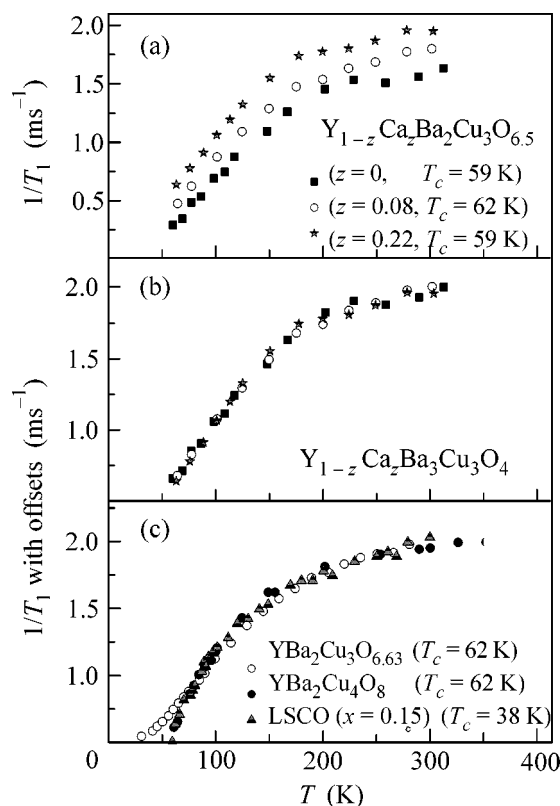 2.0
(a)
1.5
1/T₁ (ms⁻¹)
Y₁₋zCazBa₂Cu₃O₆.₅
1.0
■ (z = 0, Tc = 59 K)
○ (z = 0.08, Tc = 62 K)
0.5
★ (z = 0.22, Tc = 59 K)
(b)
2.0
1.5
1.0
Y₁₋zCazBa₃Cu₃O₄
1/T₁ with offsets (ms⁻¹)
(c)
2.0
1.5
YBa₂Cu₃O₆.₆₃ (Tc = 62 K)
1.0
YBa₂Cu₄O₈ (Tc = 62 K)
LSCO (x = 0.15) (Tc = 38 K)
0
0 100 200 300 400
T (K)